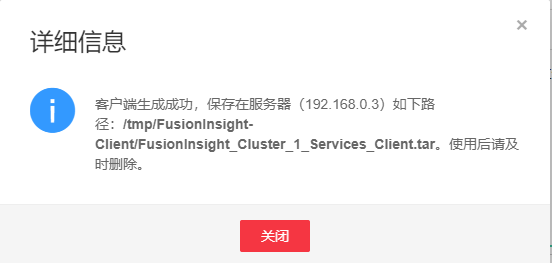 详细信息
×
客户端生成成功，保存在服务器（192.168.0.3）如下路
径：/tmp/FusionInsight-
Client/FusionInsight_Cluster_1_Services_Client.tar。使用后请及
时删除。
关闭